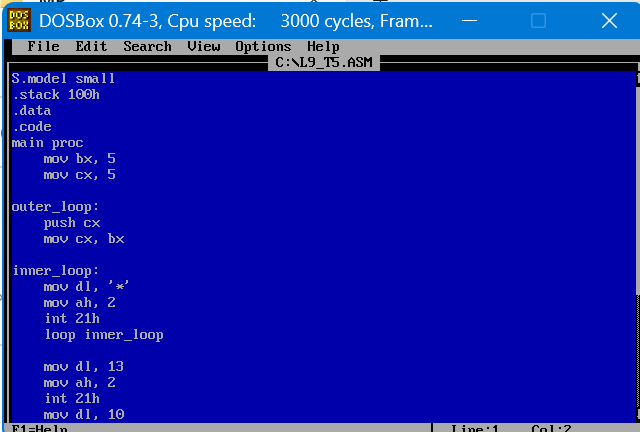 DOSBox 0.74-3, Cpu speed: 3000 cycles, Fram...
File Edit Search View Options Help
C:\L9_T5.ASM
S.model small
.stack 100h
.data
.code
main proc
mov bx, 5
mov cx, 5
outer_loop:
push cx
mov cx, bx
inner_loop:
mov dl, '*'
mov ah, 2
int 21h
loop inner_loop
mov dl, 13
mov ah, 2
int 21h
mov dl, 10
F1=Help Line:1 Col:2